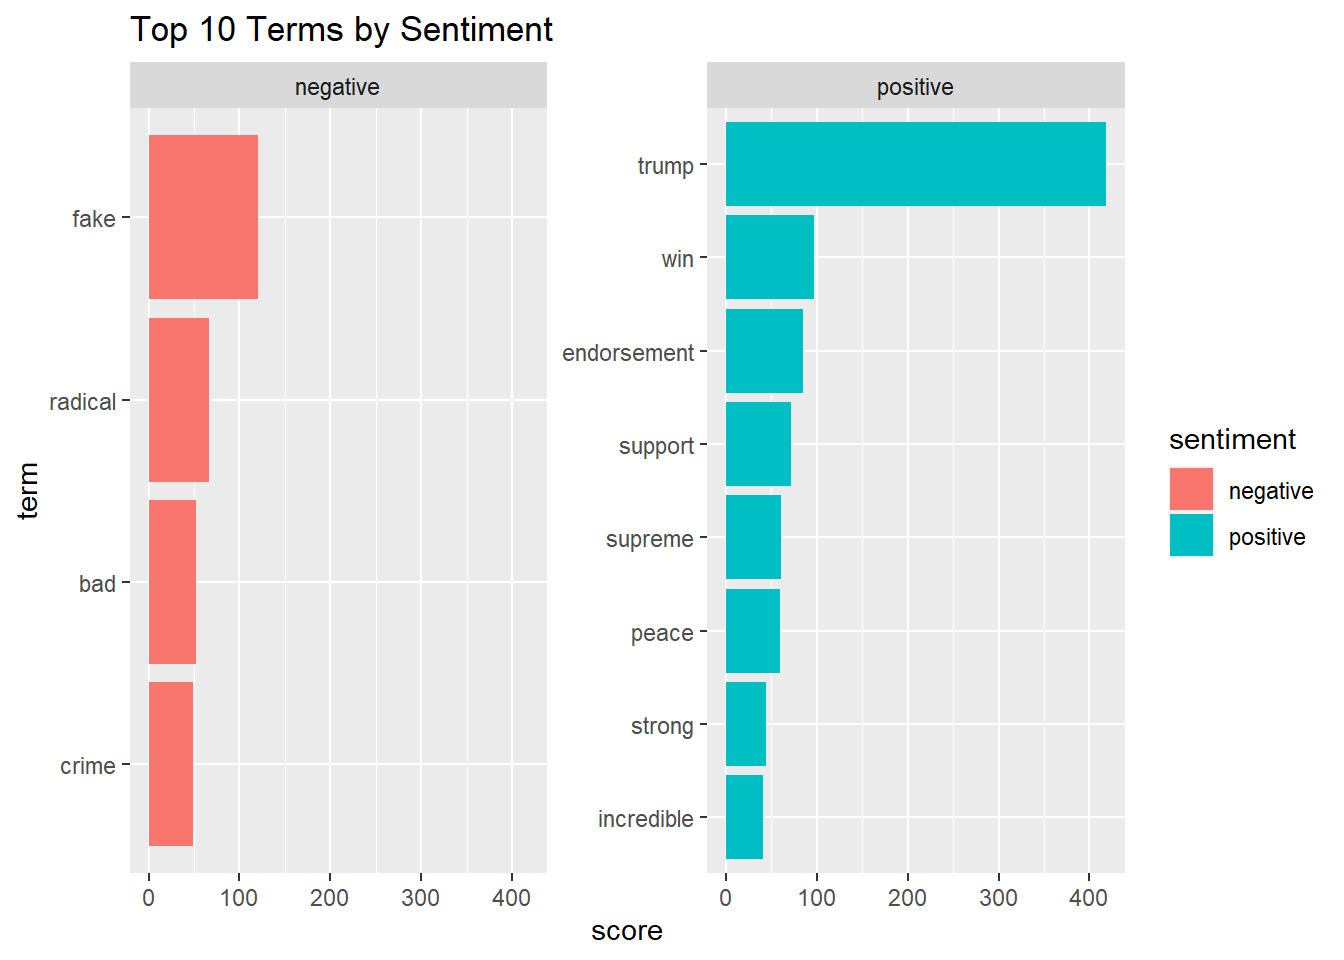 Top 10 Terms by Sentiment
negative
positive
term
fake
radical
bad
crime
0 100 200 300 400
trump
win
endorsement
support
supreme
peace
strong
incredible
0 100 200 300 400
score
sentiment
negative
positive